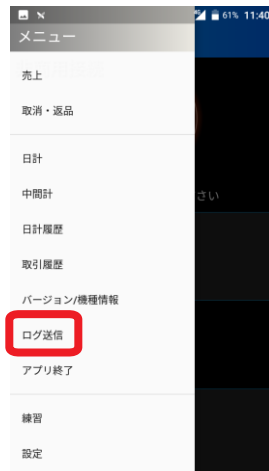 61% 11:40
メニュー
売上
取消・返品
日計
中間計
さい
日計履歴
取引履歴
バージョン/機種情報
ログ送信
アプリ終了
練習
設定